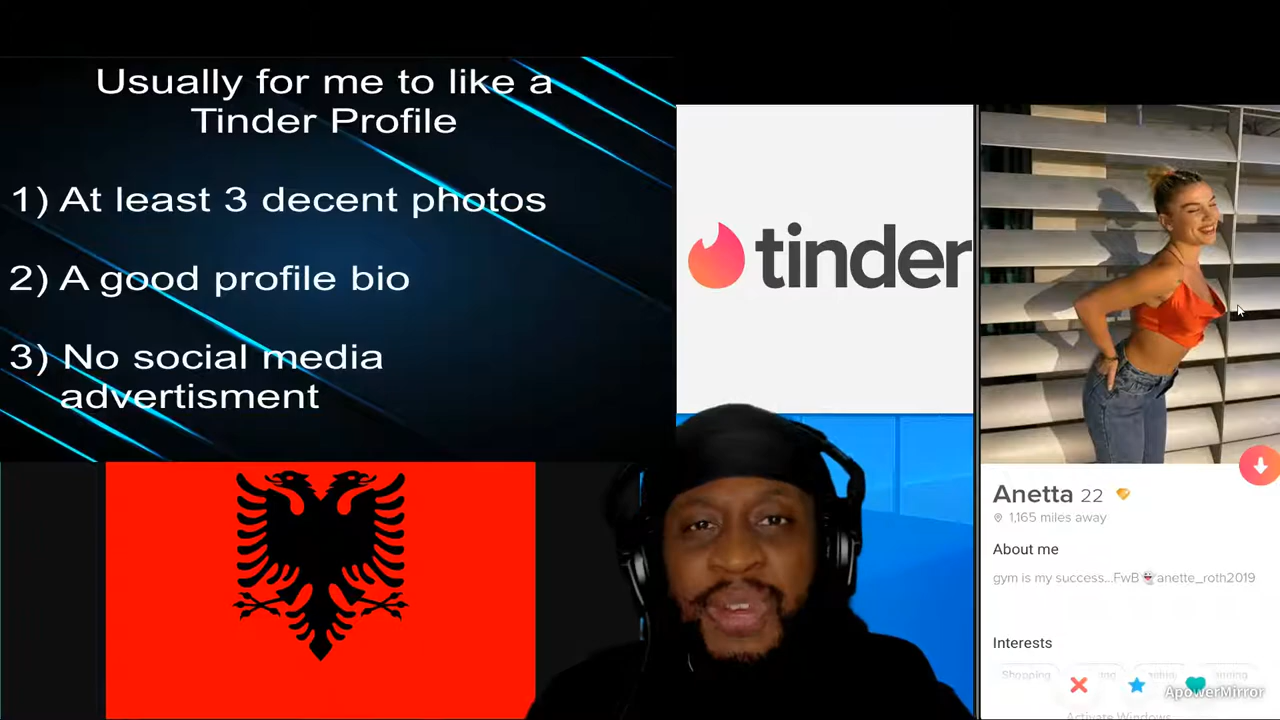 Usually for me to like a
Tinder Profile
1) At least 3 decent photos
2) A good profile bio
3) No social media
advertisment
tinder
Anetta 22
1,165 miles away
About me
gym is my success...FwB👻anette_roth2019
Interests
Shopping
ApowerMirror
Activate Windows